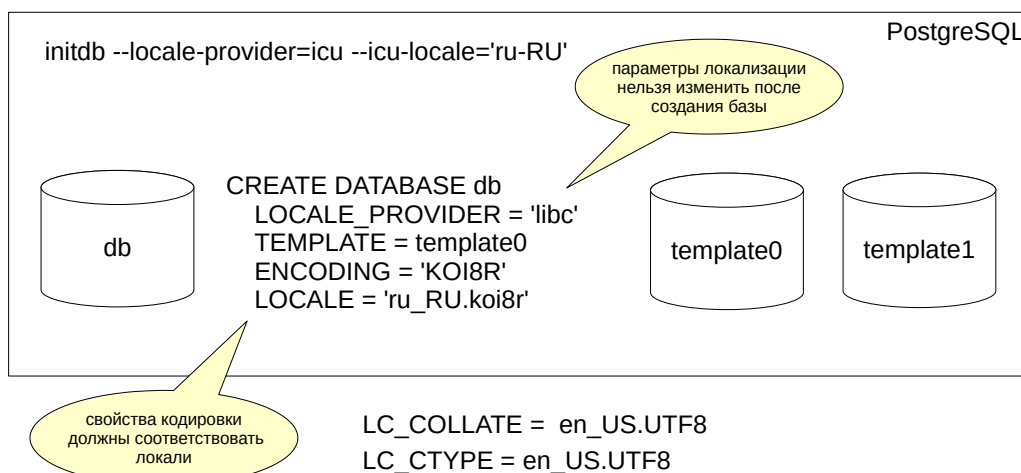 PostgreSQL
initdb --locale-provider=icu --icu-locale='ru-RU'
параметры локализации
нельзя изменить после
создания базы
CREATE DATABASE db
LOCALE_PROVIDER = 'libc'
TEMPLATE = template0
ENCODING = 'KOI8R'
LOCALE = 'ru_RU.koi8r'
db
template0
template1
свойства кодировки
должны соответствовать
локали
LC_COLLATE = en_US.UTF8
LC_CTYPE = en_US.UTF8